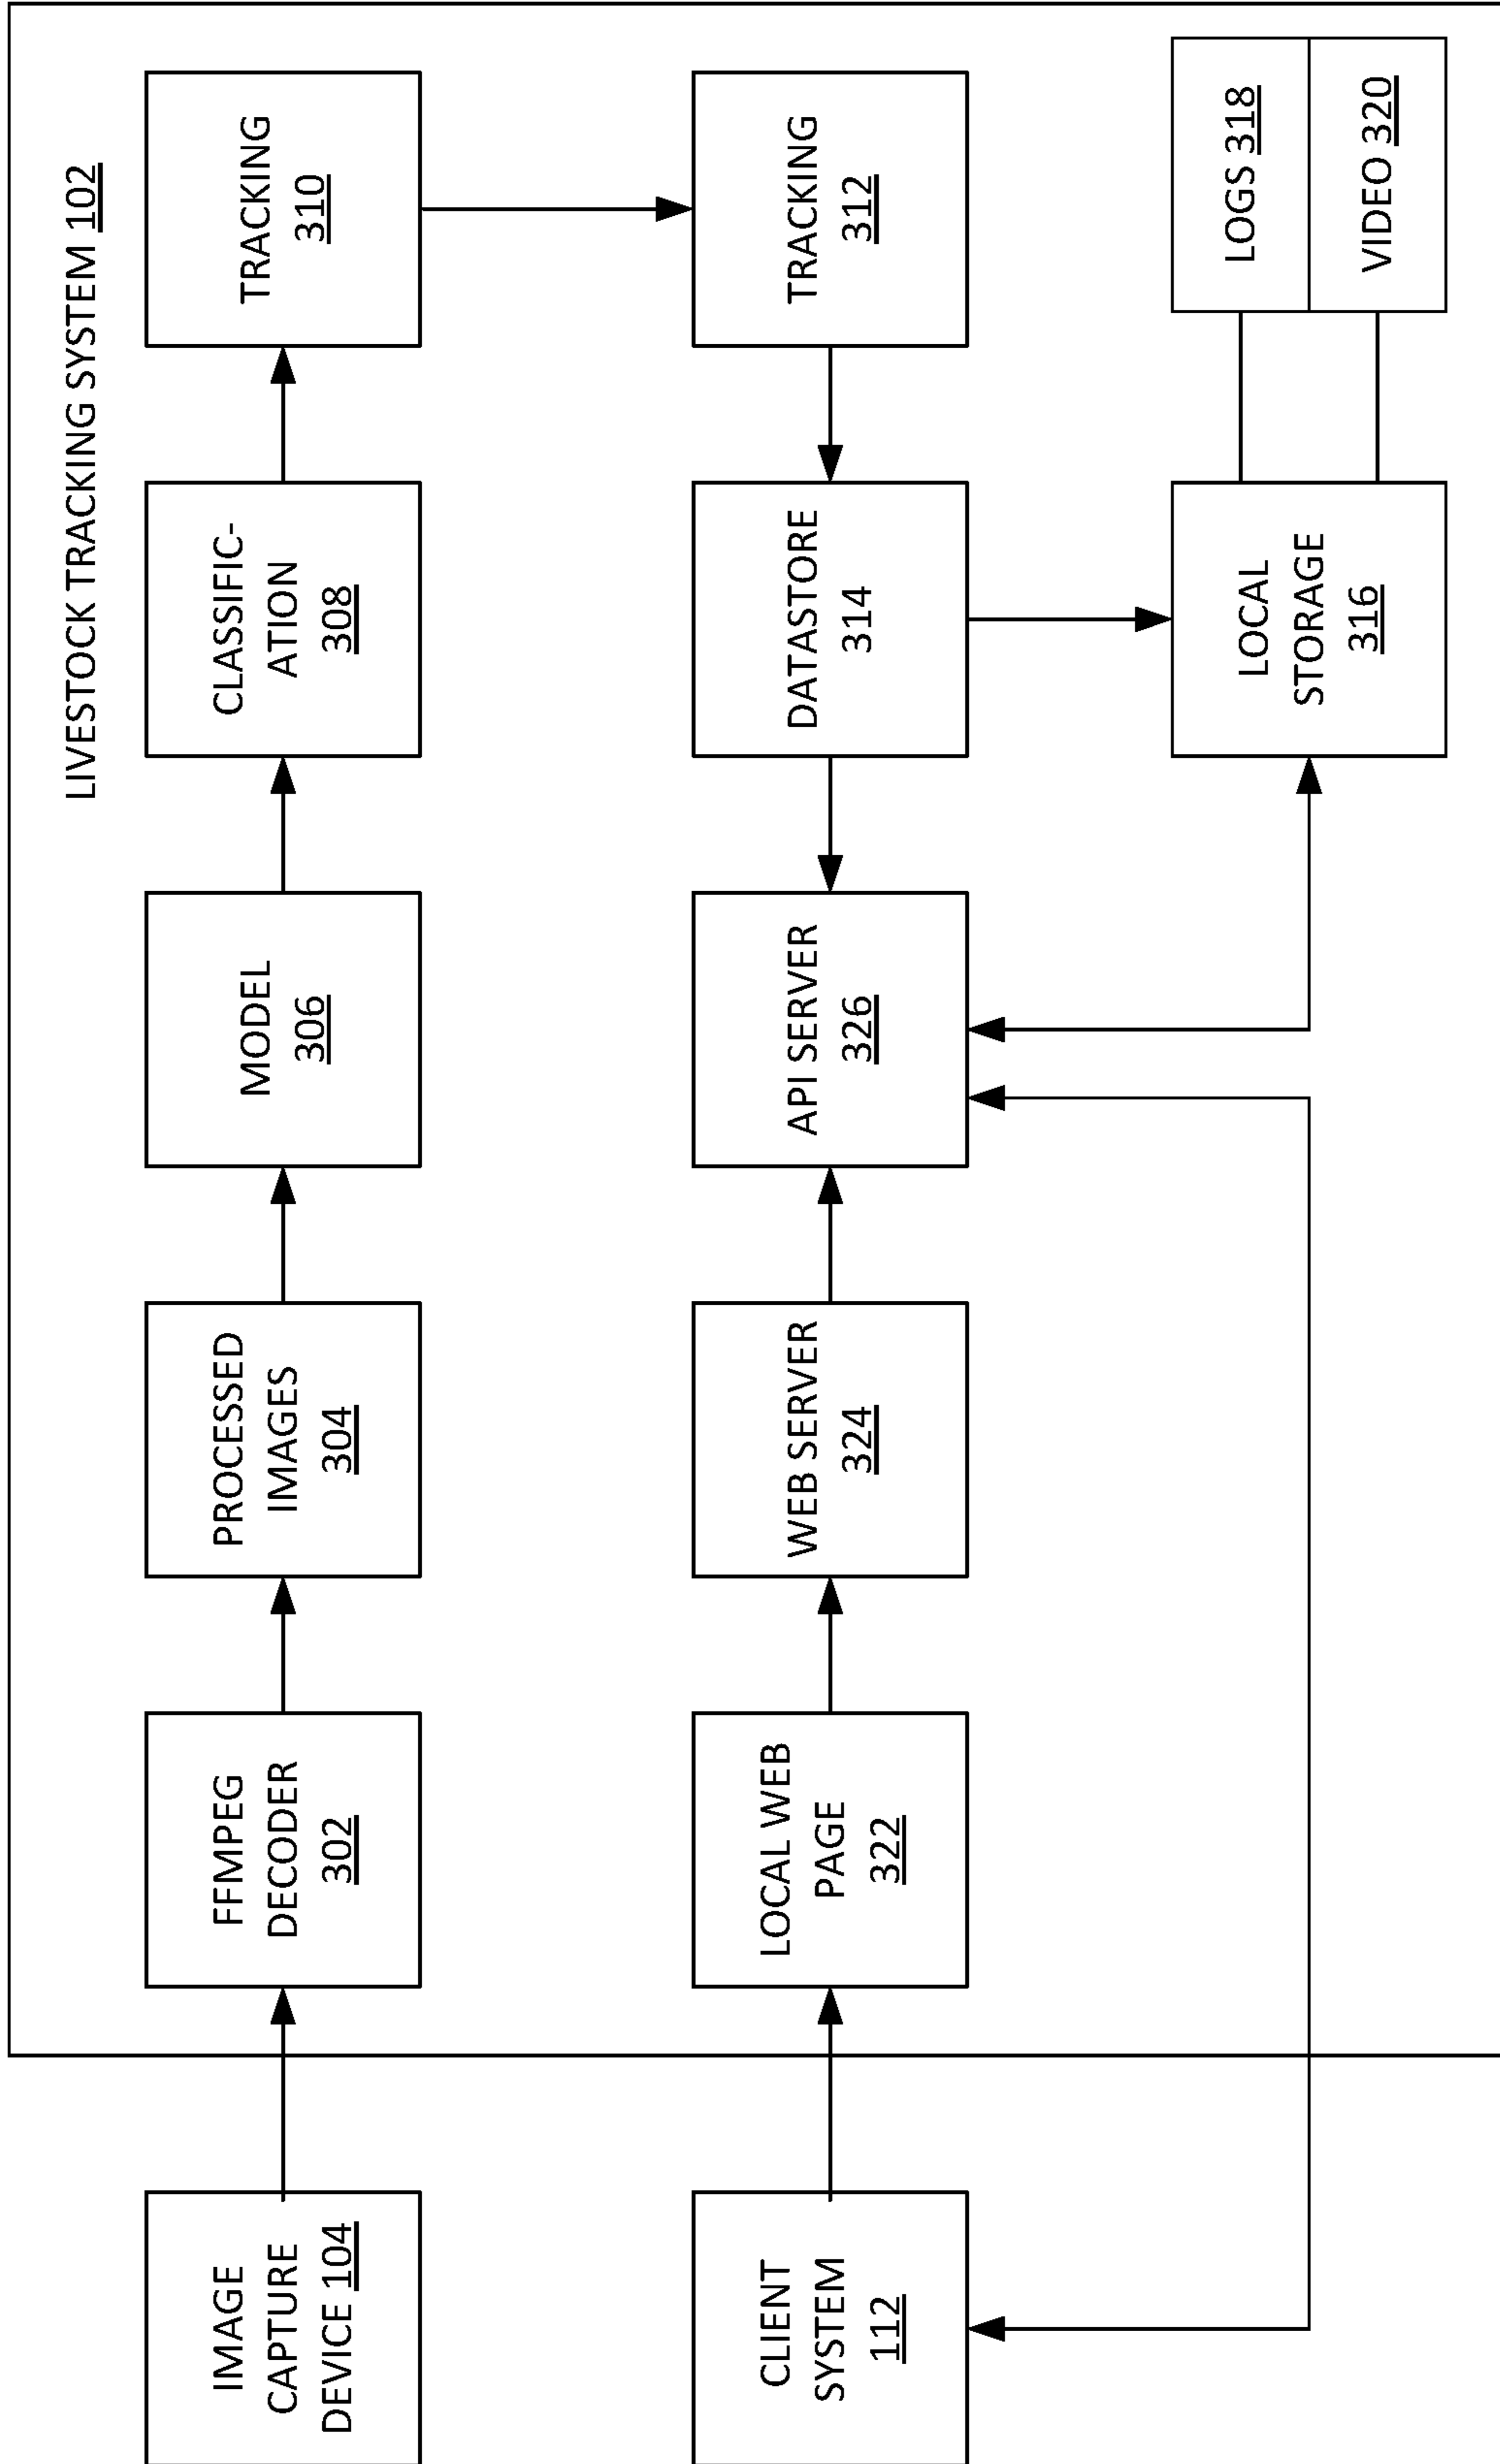 LIVESTOCK TRACKING SYSTEM 102
IMAGE
CAPTURE
DEVICE 104
FFMPEG
DECODER
302
PROCESSED
IMAGES
304
MODEL
306
CLASSIFIC-
ATION
308
TRACKING
310
CLIENT
SYSTEM
112
LOCAL WEB
PAGE
322
WEB SERVER
324
API SERVER
326
DATASTORE
314
TRACKING
312
LOCAL
STORAGE
316
LOGS 318
VIDEO 320